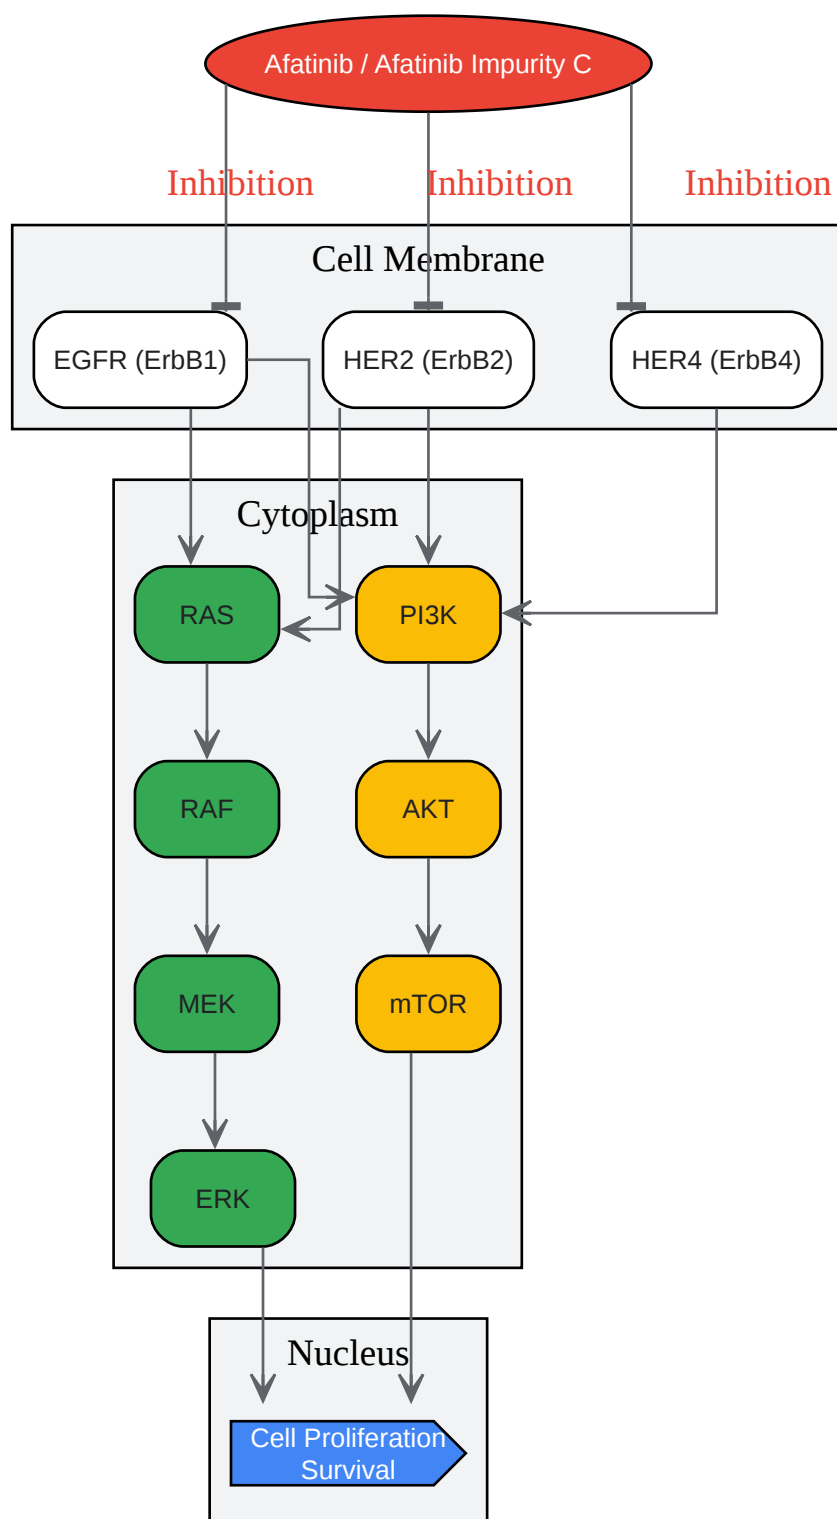 Afatinib / Afatinib Impurity C
Inhibition
Inhibition
Inhibition
Cell Membrane
EGFR (ErbB1)
HER2 (ErbB2)
HER4 (ErbB4)
Cytoplasm
RAS
PI3K
RAF
AKT
MEK
mTOR
ERK
Nucleus
Cell Proliferation
Survival